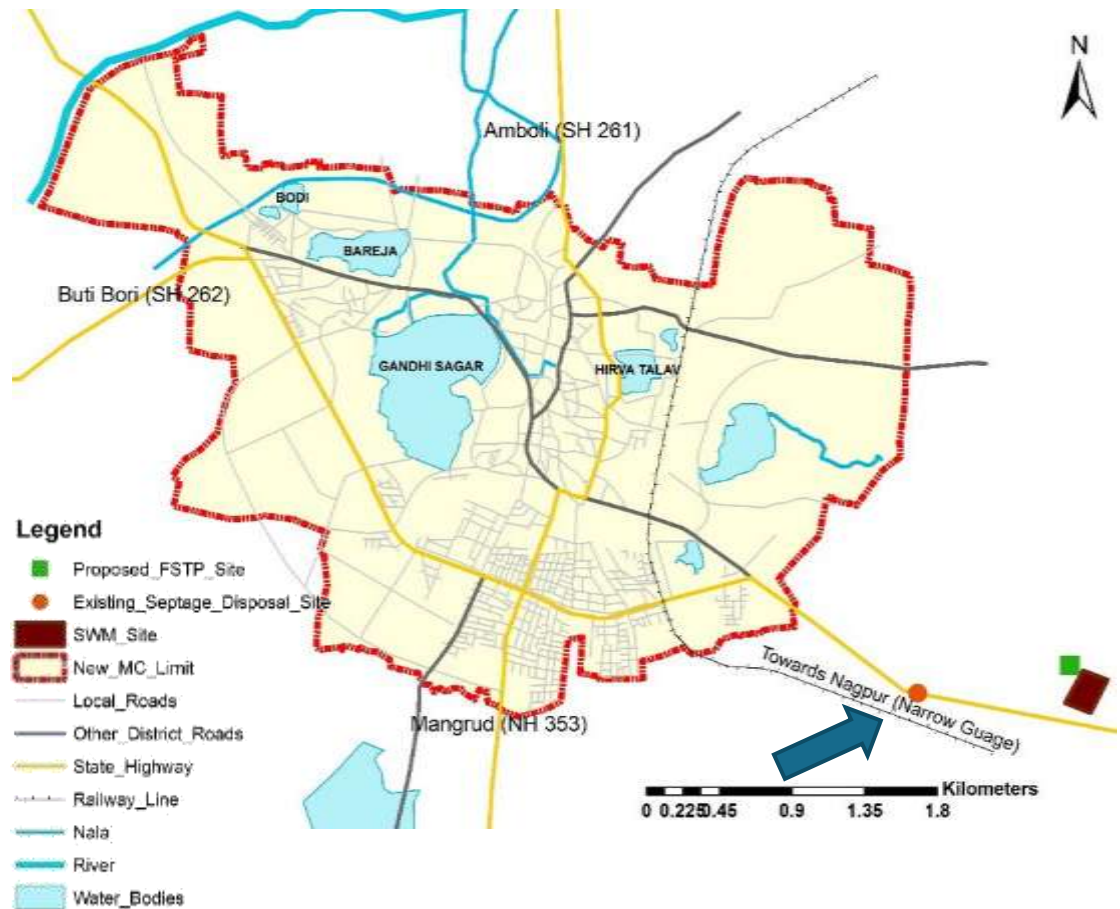 N
Amboli (SH 261)
BODI
BAREJA
Buti Bori (SH 262)
GANDHI SAGAR
HIRVA TALAV
Legend
Proposed_FSTP_Site
Existing_Septage_Disposal_Site
SWM_Site
New_MC_Limit
Local_Roads
Other_District_Roads
State_Highway
Railway_Line
Nala
River
Water_Bodies
Towards Nagpur (Narrow Guage)
Mangrud (NH 353)
Kilometers
0 0.225 0.45 0.9 1.35 1.8